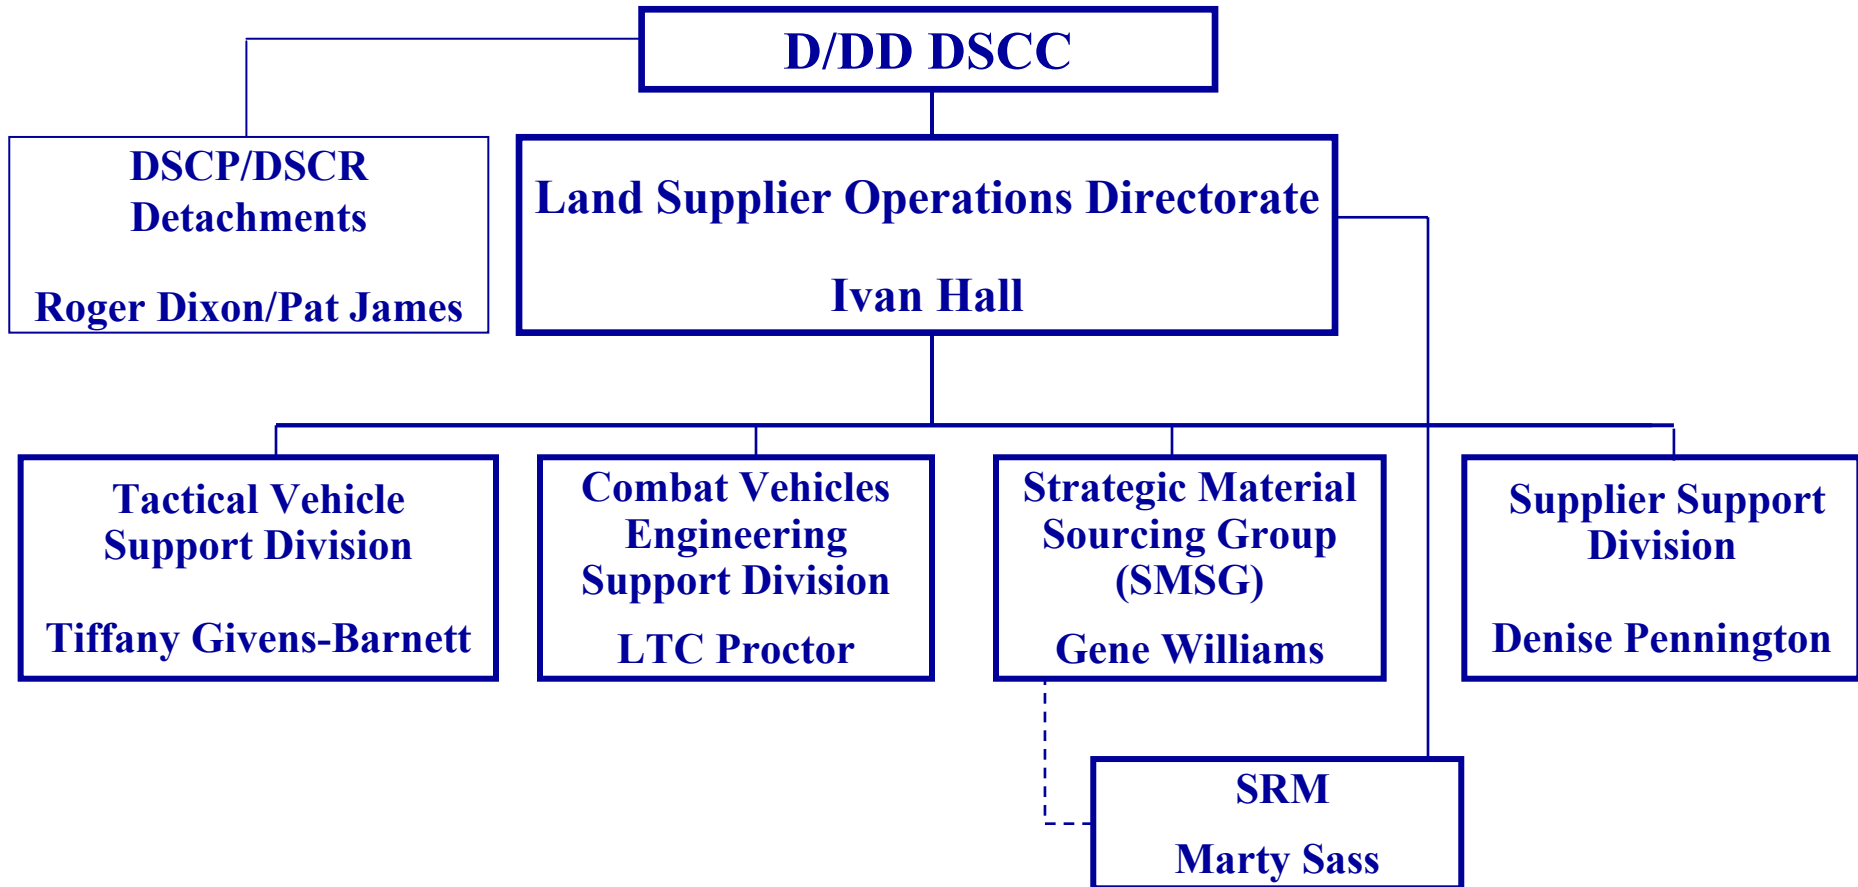 D/DD DSCC
DSCP/DSCR
Detachments
Roger Dixon/Pat James
Land Supplier Operations Directorate
Ivan Hall
Tactical Vehicle
Support Division
Tiffany Givens-Barnett
Combat Vehicles
Engineering
Support Division
LTC Proctor
Strategic Material
Sourcing Group
(SMSG)
Gene Williams
Supplier Support
Division
Denise Pennington
SRM
Marty Sass